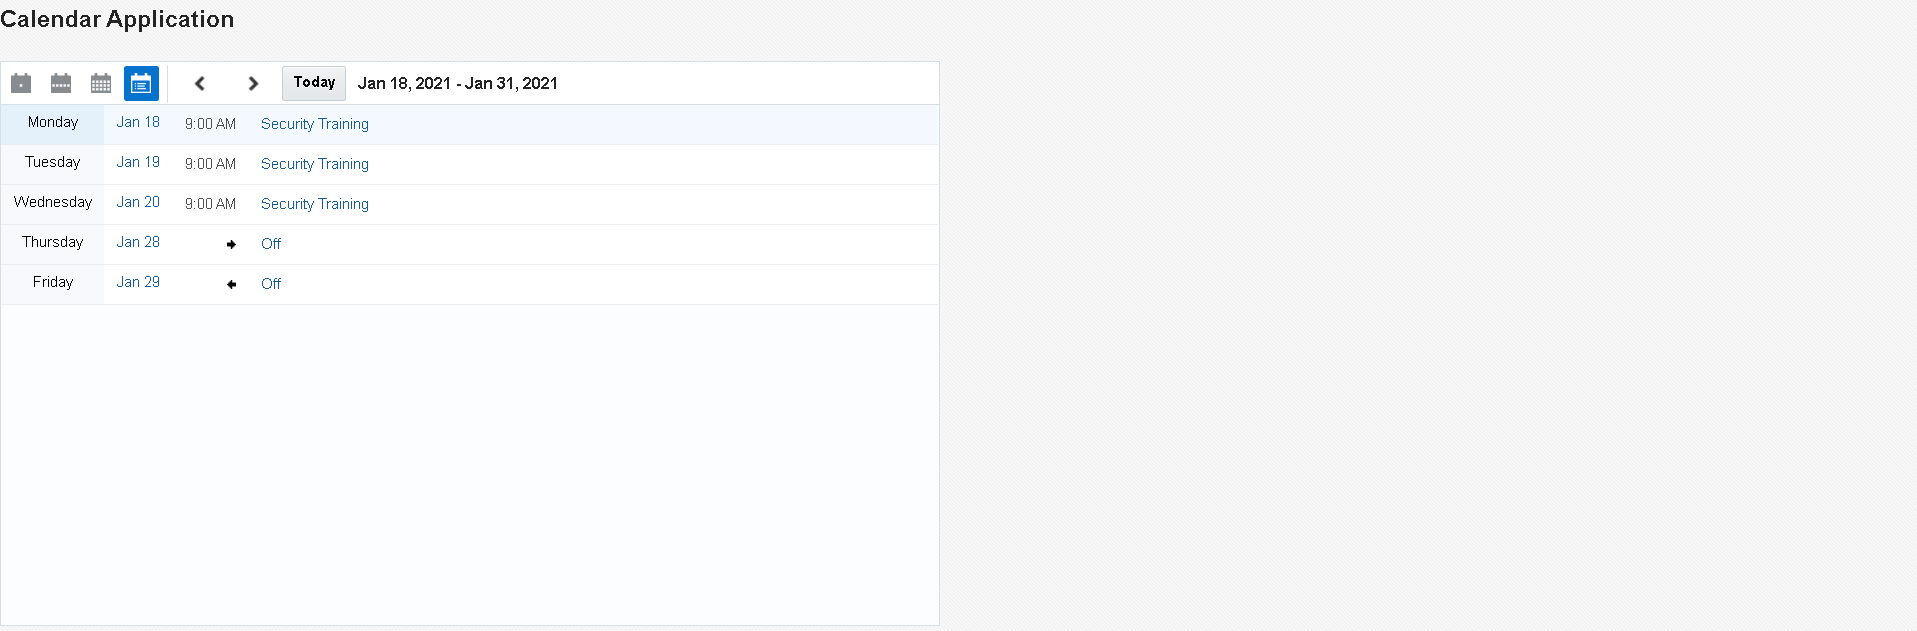 Calendar Application
Today Jan 18, 2021 - Jan 31, 2021
Monday Jan 18 9:00 AM Security Training
Tuesday Jan 19 9:00 AM Security Training
Wednesday Jan 20 9:00 AM Security Training
Thursday Jan 28 Off
Friday Jan 29 Off